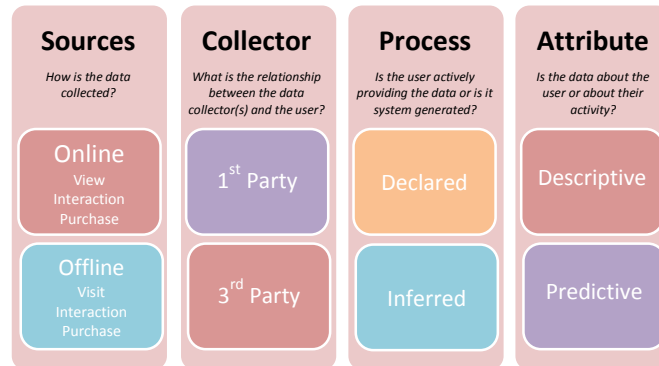 Sources
How is the data
collected?
Online
View
Interaction
Purchase
Offline
Visit
Interaction
Purchase
Collector
What is the relationship
between the data
collector(s) and the user?
1st Party
3rd Party
Process
Is the user actively
providing the data or is it
system generated?
Declared
Inferred
Attribute
Is the data about the
user or about their
activity?
Descriptive
Predictive